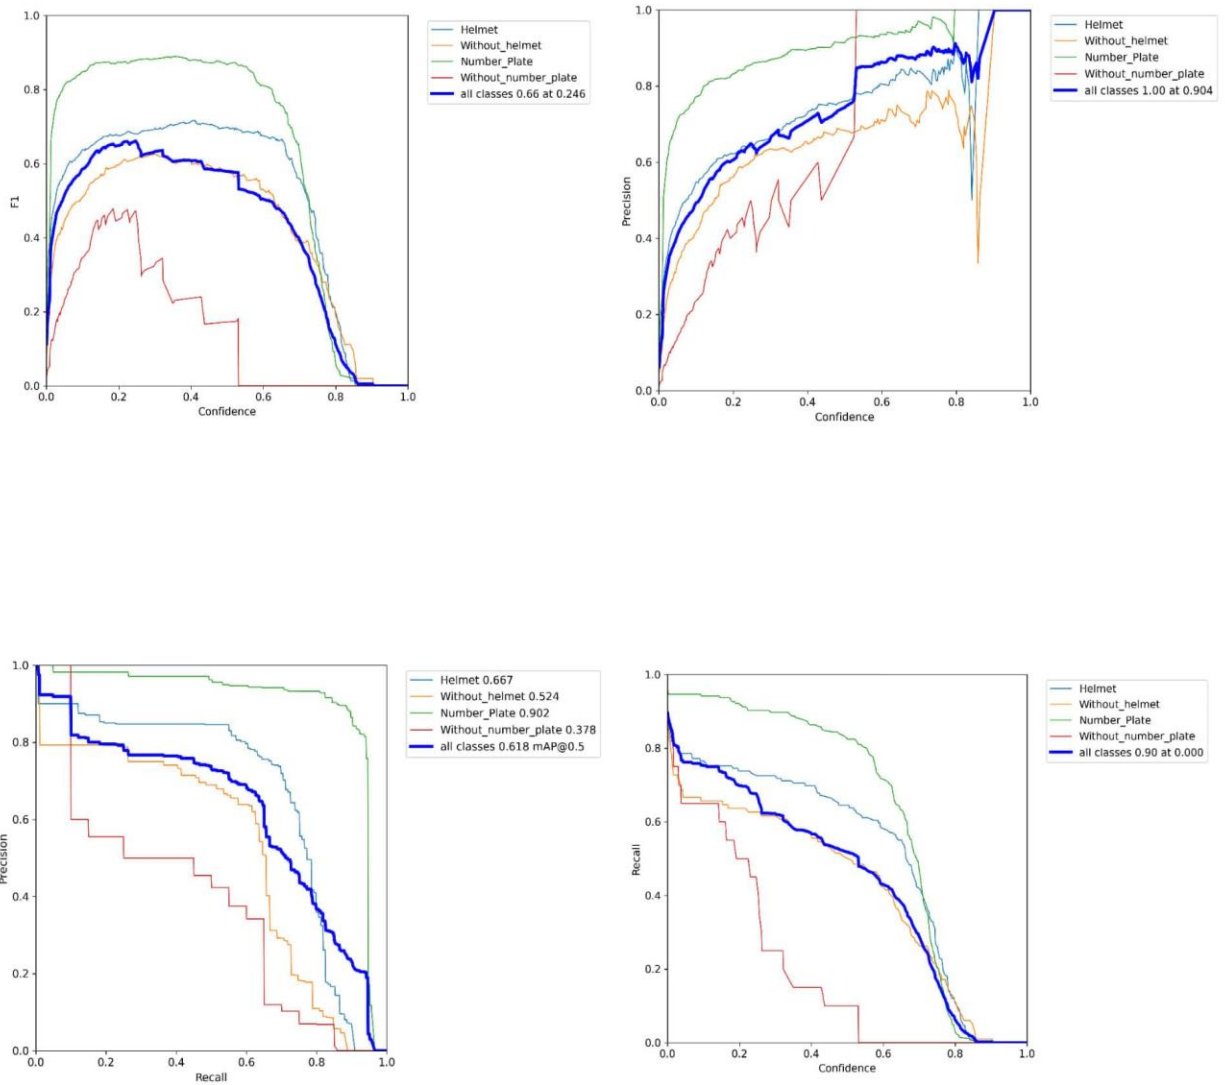 1.0
0.8
0.6
0.4
0.2
0.0
F1
0.0 0.2 0.4 0.6 0.8 1.0
Confidence
Helmet
Without_helmet
Number_Plate
Without_number_plate
all classes 0.66 at 0.246
1.0
0.8
0.6
0.4
0.2
0.0
Precision
0.0 0.2 0.4 0.6 0.8 1.0
Confidence
Helmet
Without_helmet
Number_Plate
Without_number_plate
all classes 1.00 at 0.904
1.0
0.8
0.6
0.4
0.2
0.0
Precision
0.0 0.2 0.4 0.6 0.8 1.0
Recall
Helmet 0.667
Without_helmet 0.524
Number_Plate 0.902
Without_number_plate 0.378
all classes 0.618 mAP@0.5
1.0
0.8
0.6
0.4
0.2
0.0
Recall
0.0 0.2 0.4 0.6 0.8 1.0
Confidence
Helmet
Without_helmet
Number_Plate
Without_number_plate
all classes 0.90 at 0.000